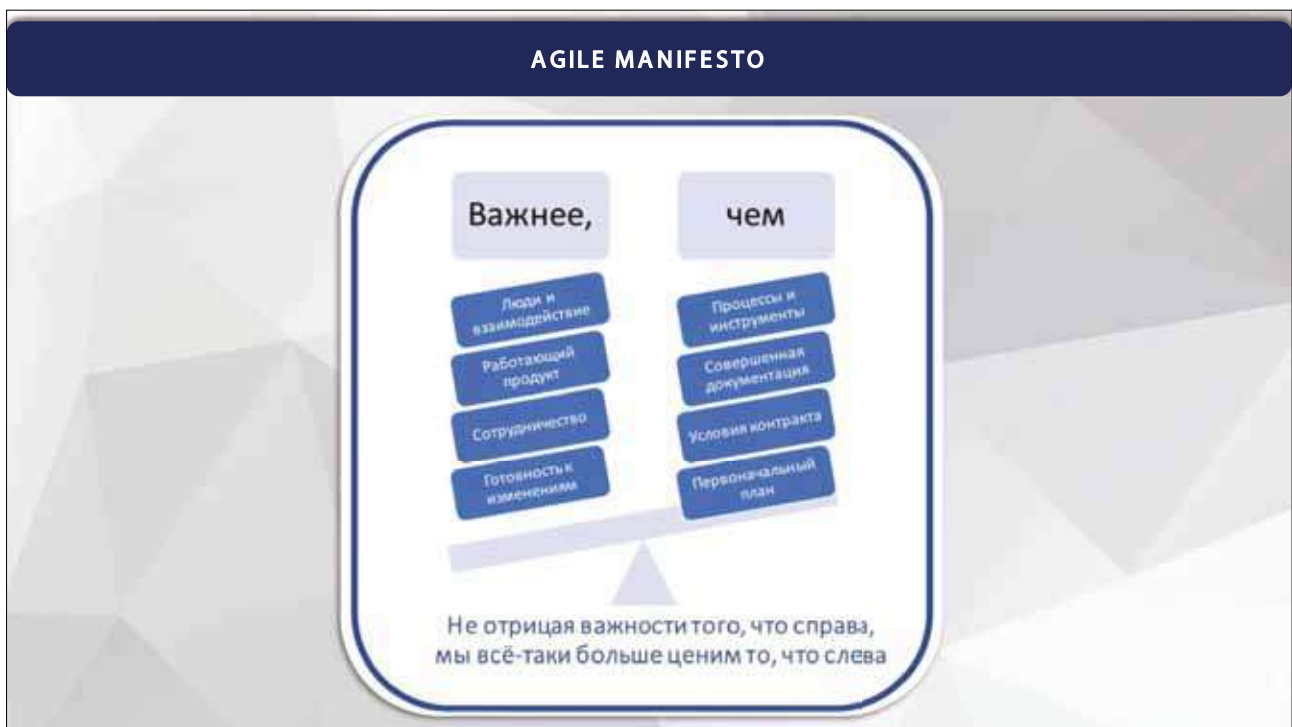 AGILE MANIFESTO
Важнее,
чем
Люди и
взаимодействие
Процессы и
инструменты
Работающий
продукт
Совершенная
документация
Сотрудничество
Условия контракта
Готовность к
изменениям
Первоначальный
план
Не отрицая важности того, что справа,
мы всё-таки больше ценим то, что слева